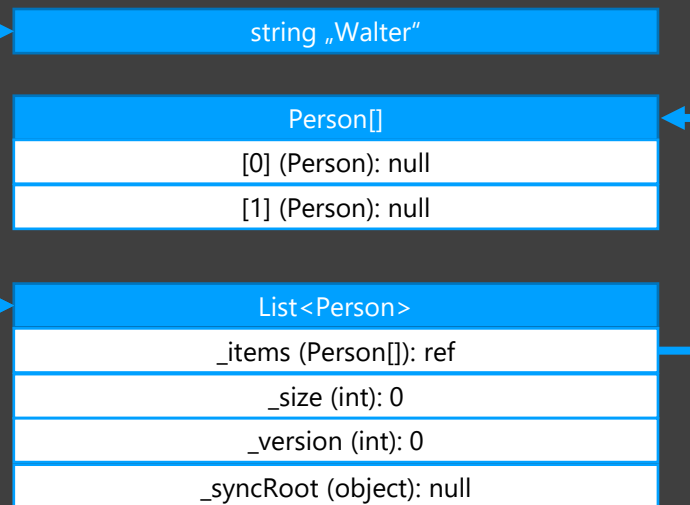 string „Walter“
Person[]
[0] (Person): null
[1] (Person): null
List<Person>
_items (Person[]): ref
_size (int): 0
_version (int): 0
_syncRoot (object): null